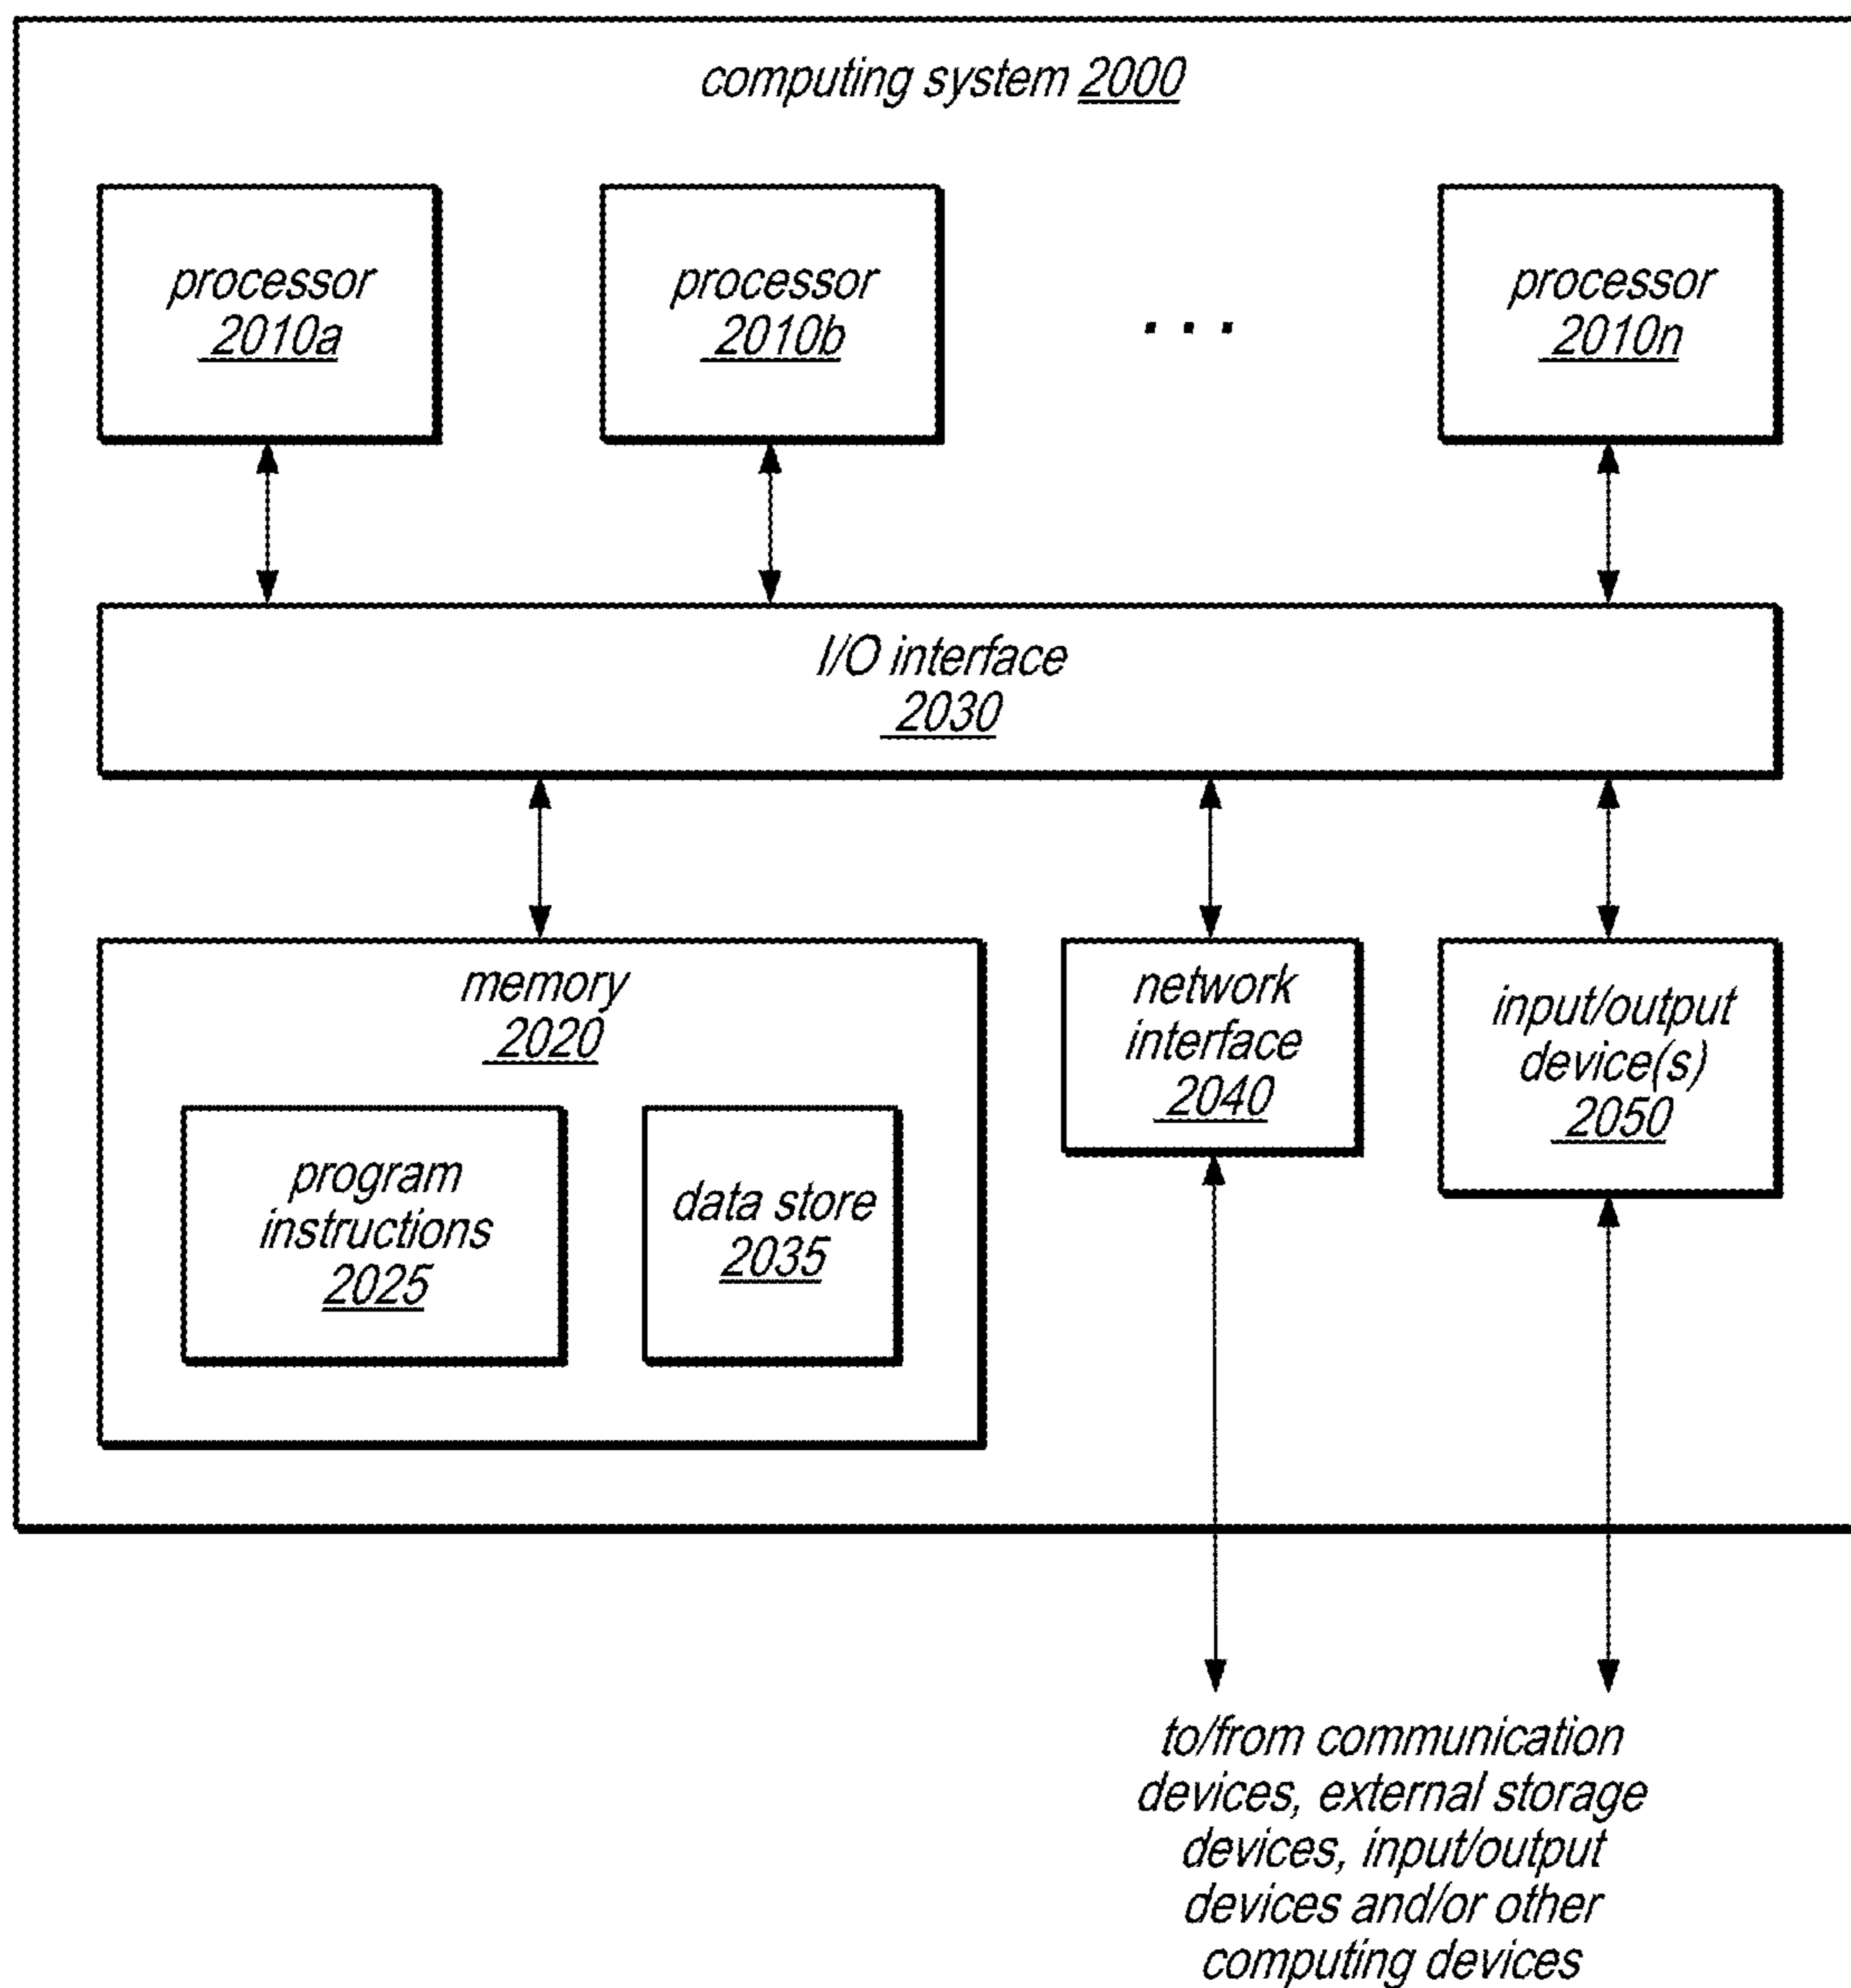 computing system 2000
processor
2010a
processor
2010b
. . .
processor
2010n
I/O interface
2030
memory
2020
program
instructions
2025
data store
2035
network
interface
2040
input/output
device(s)
2050
to/from communication
devices, external storage
devices, input/output
devices and/or other
computing devices